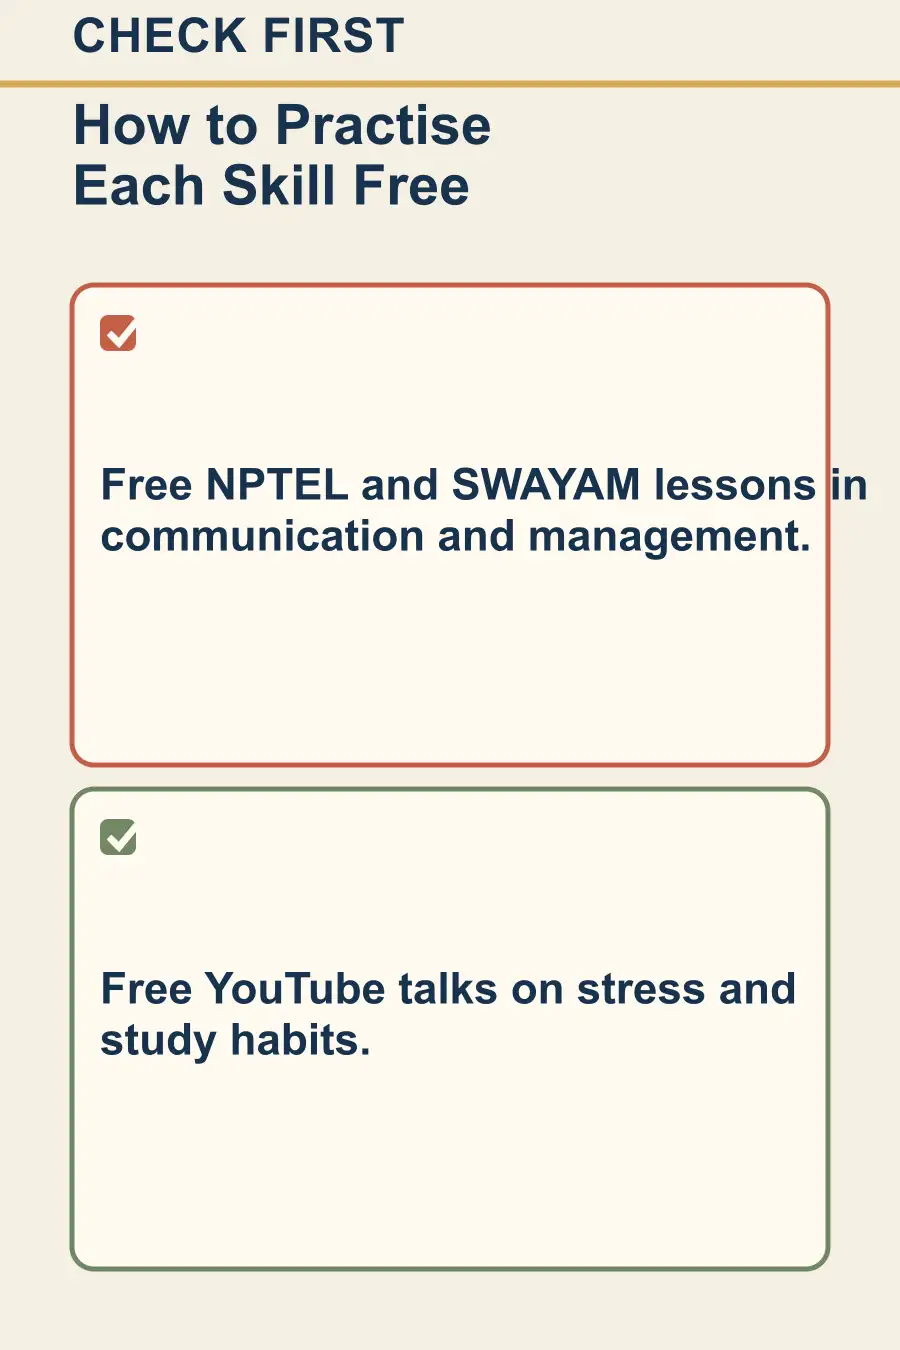 CHECK FIRST
How to Practise
Each Skill Free
Free NPTEL and SWAYAM lessons in
communication and management.
Free YouTube talks on stress and
study habits.